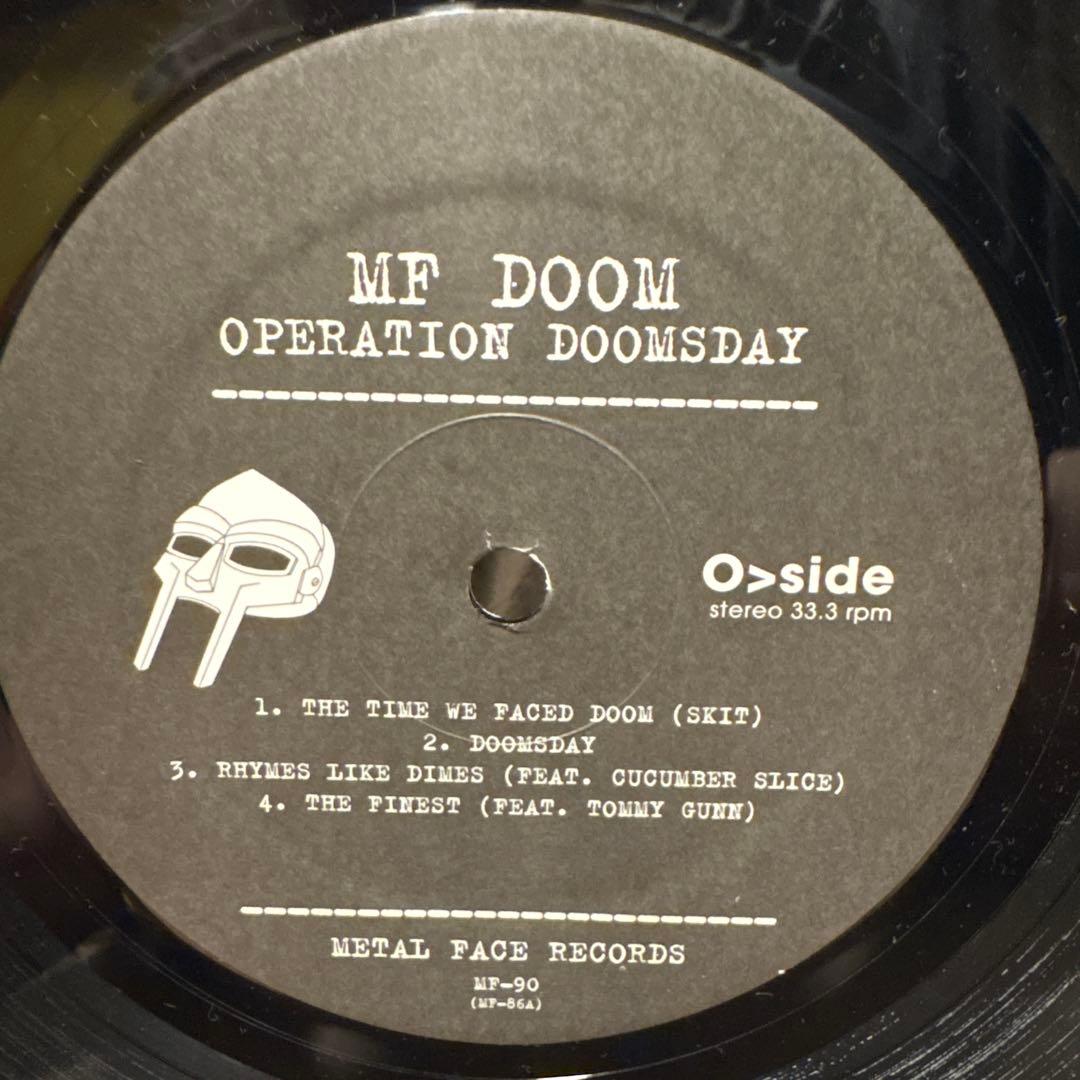 MF DOOM
OPERATION DOOMSDAY
O>side
stereo 33.3 rpm
1. THE TIME WE FACED DOOM (SKIT)
2. DOOMSDAY
3. RHYMES LIKE DIMES (FEAT. CUCUMBER SLICE)
4. THE FINEST (FEAT. TOMMY GUNN)
METAL FACE RECORDS
MF-90
(MF-86A)